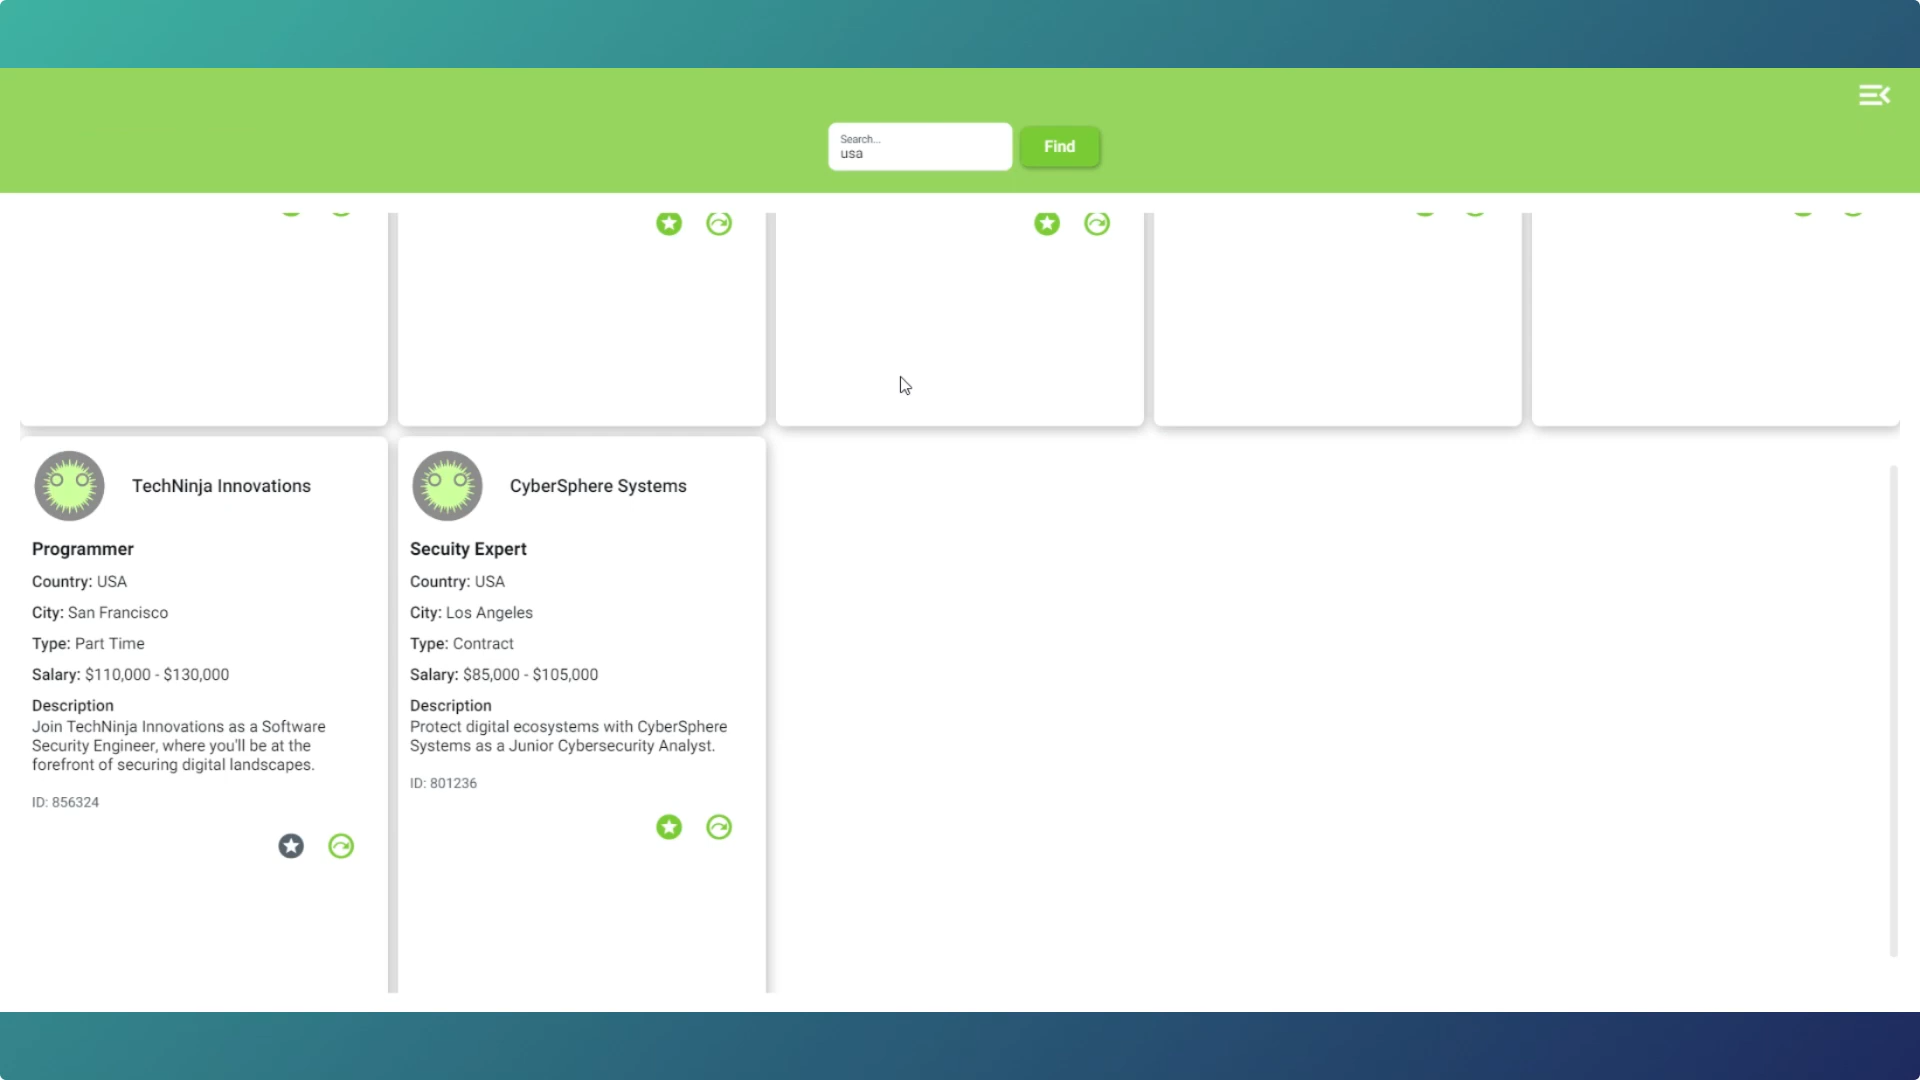 Search...
usa
Find
TechNinja Innovations
Programmer
Country: USA
City: San Francisco
Type: Part Time
Salary: $110,000 - $130,000
Description
Join TechNinja Innovations as a Software
Security Engineer, where you'll be at the
forefront of securing digital landscapes.
ID: 856324
CyberSphere Systems
Secuity Expert
Country: USA
City: Los Angeles
Type: Contract
Salary: $85,000 - $105,000
Description
Protect digital ecosystems with CyberSphere
Systems as a Junior Cybersecurity Analyst.
ID: 801236